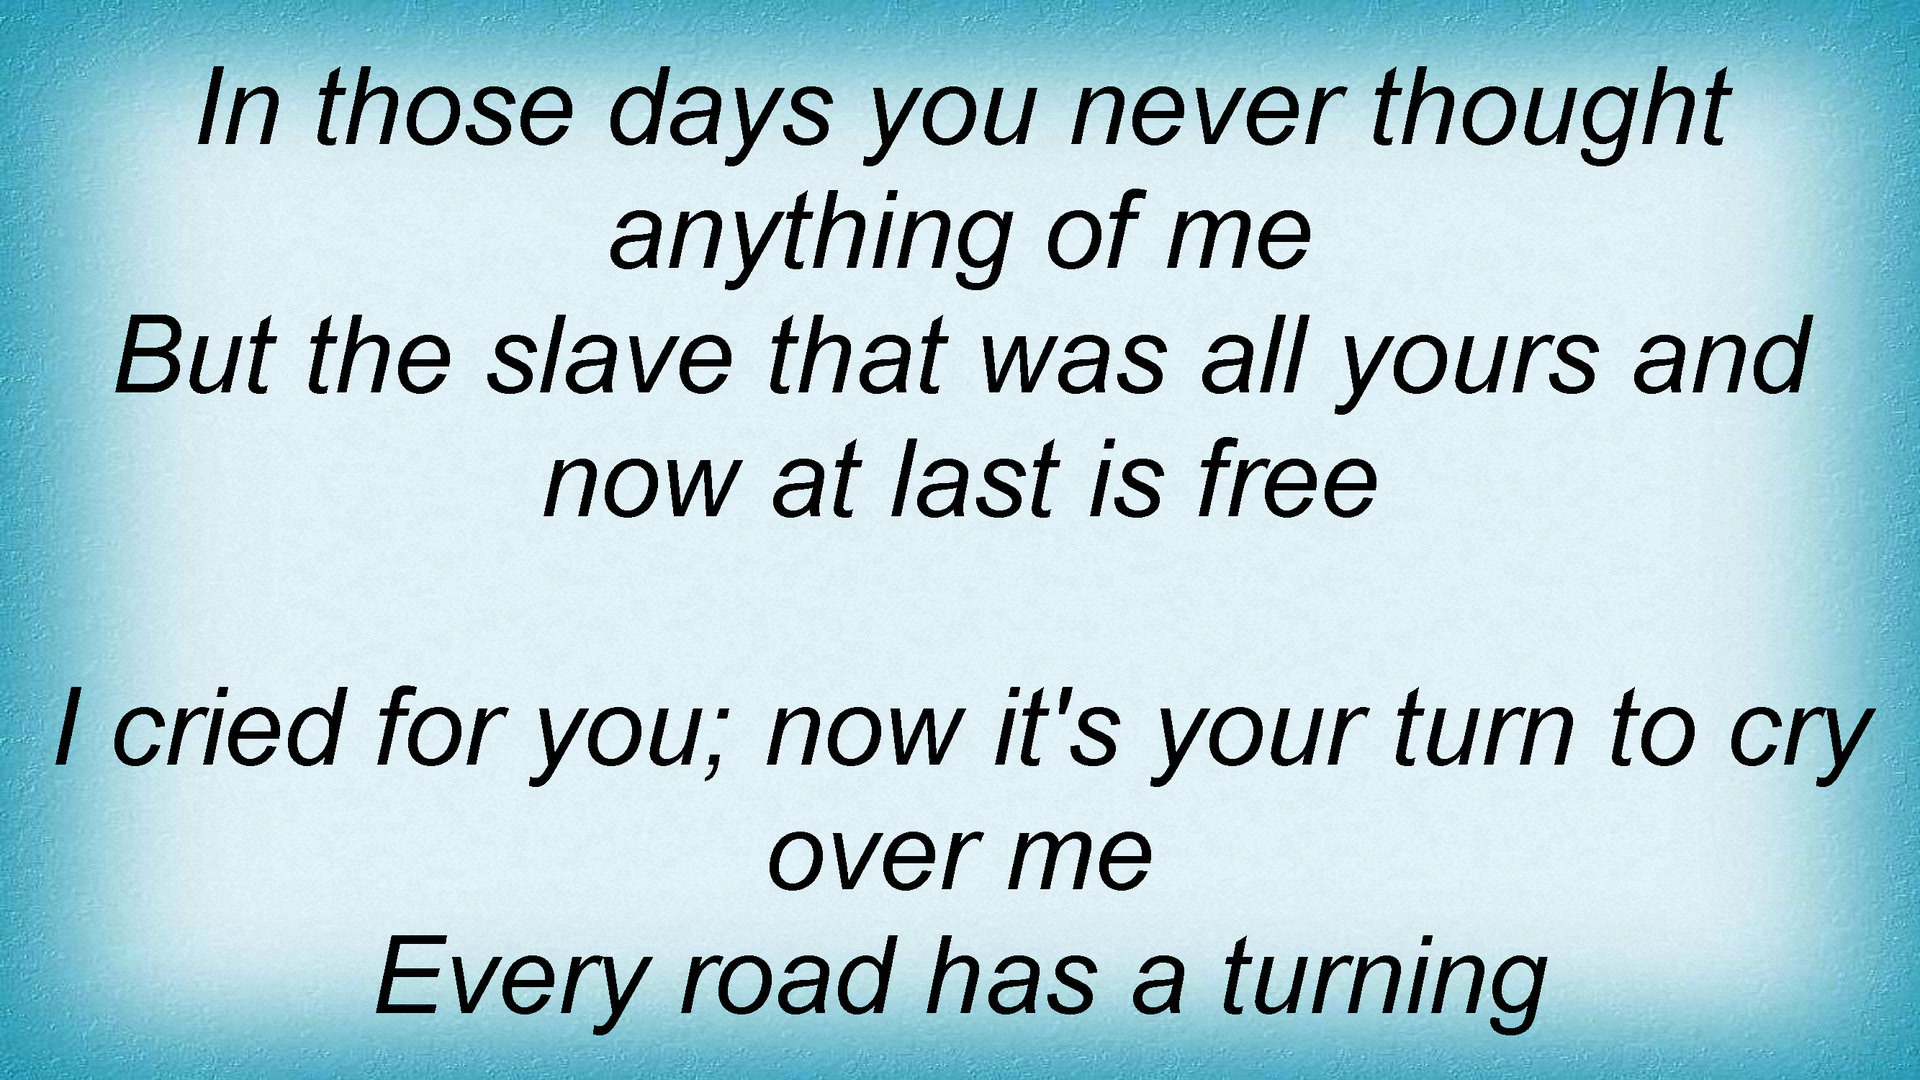 In those days you never thought
anything of me
But the slave that was all yours and
now at last is free
I cried for you; now it's your turn to cry
over me
Every road has a turning